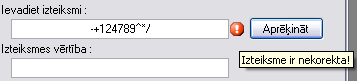 Ievadiet izteiksmi :
-+124789^*/
Aprēķināt
Izteiksmes vērtība :
Izteiksme ir nekorekta!